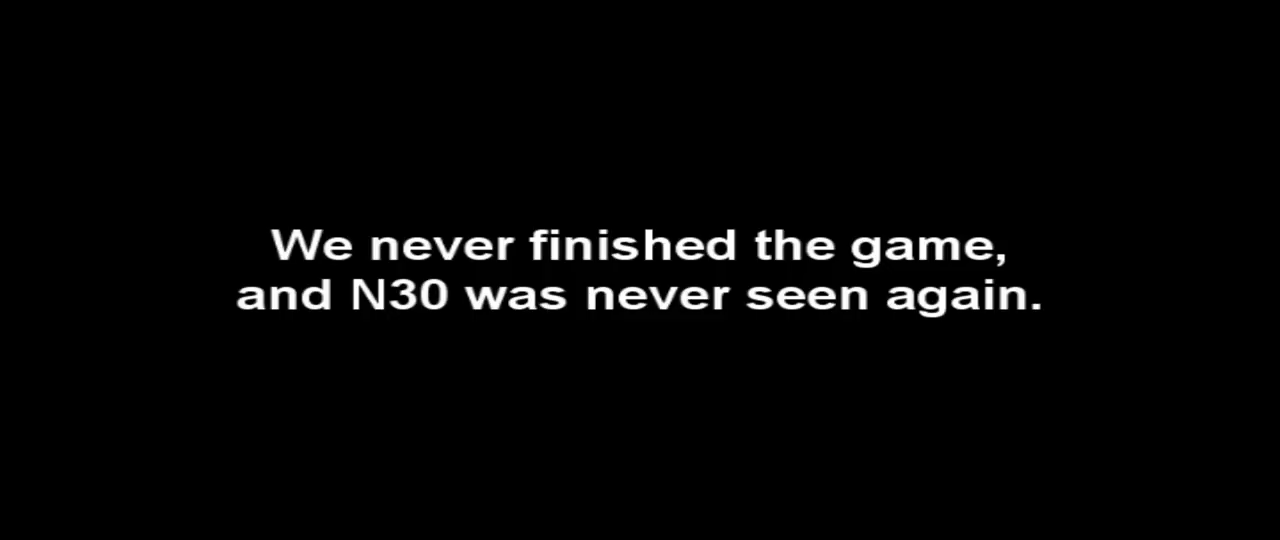 We never finished the game,
and N30 was never seen again.